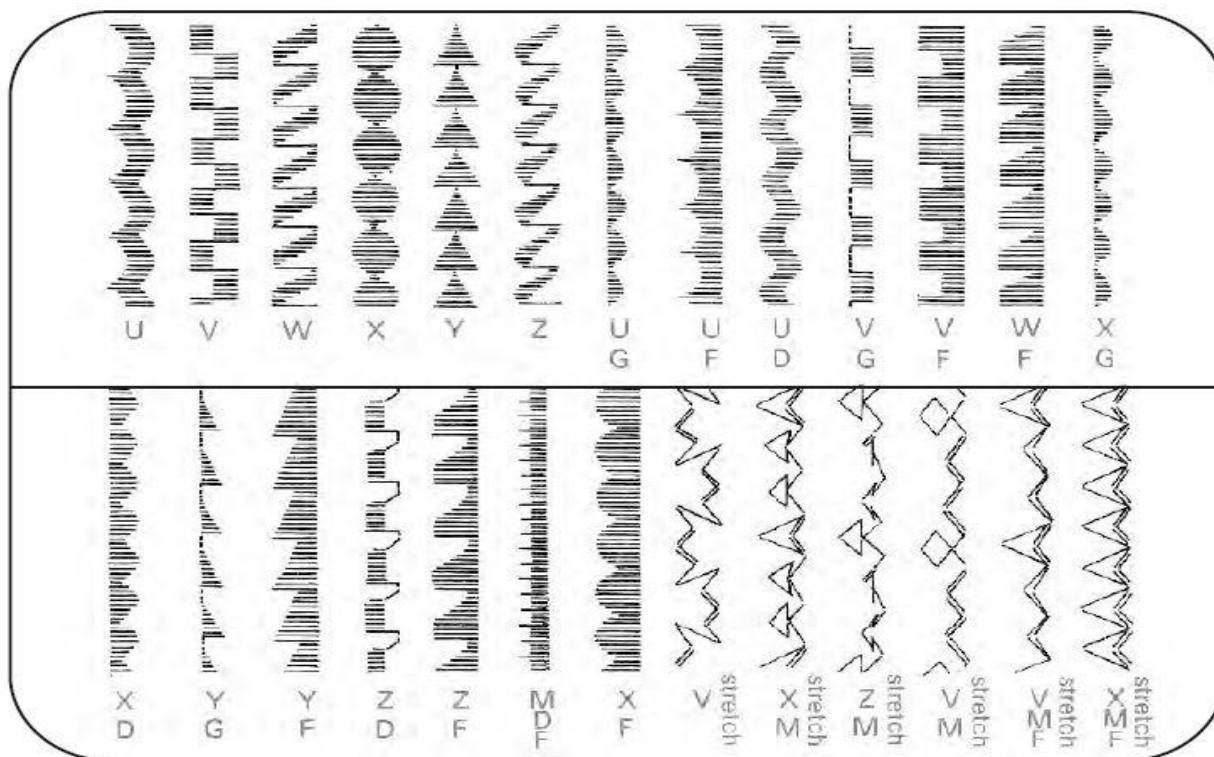 U V W X Y Z U U U V V W X
G F D G F F G
X Y Y Z Z M X V stretch X stretch Z stretch V stretch V stretch X stretch
D G F D F D F M M M M M
F F F